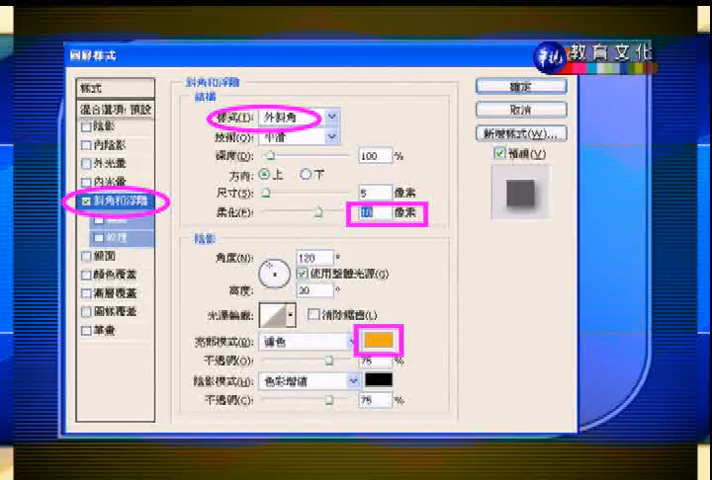 圖層樣式
華視 教育文化
樣式
混合選項: 預設
陰影
內陰影
外光暈
內光暈
斜角和浮雕
紋理
緞面
顏色覆蓋
漸層覆蓋
圖樣覆蓋
筆畫
斜角和浮雕
結構
樣式(T): 外斜角
技術(Q): 平滑
深度(D): 100 %
方向: 上 下
尺寸(S): 5 像素
柔化(F): 10 像素
陰影
角度(N): 120 °
使用整體光源(G)
高度: 30 °
光澤輪廓: 消除鋸齒(L)
亮部模式(H): 濾色
不透明(O): 75 %
陰影模式(M): 色彩增值
不透明(C): 75 %
確定
取消
新增樣式(W)...
預視(V)